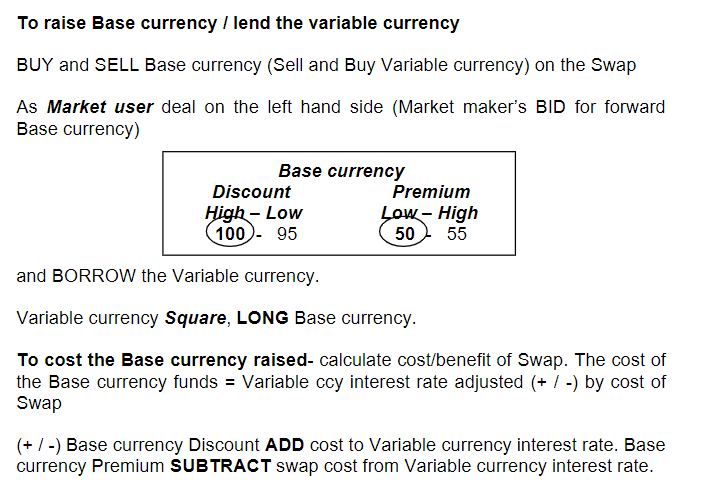 To raise Base currency / lend the variable currency
BUY and SELL Base currency (Sell and Buy Variable currency) on the Swap
As Market user deal on the left hand side (Market maker's BID for forward
Base currency)
Base currency
Discount Premium
High – Low Low – High
100 - 95 50 - 55
and BORROW the Variable currency.
Variable currency Square, LONG Base currency.
To cost the Base currency raised- calculate cost/benefit of Swap. The cost of
the Base currency funds = Variable ccy interest rate adjusted (+ / -) by cost of
Swap
(+ / -) Base currency Discount ADD cost to Variable currency interest rate. Base
currency Premium SUBTRACT swap cost from Variable currency interest rate.